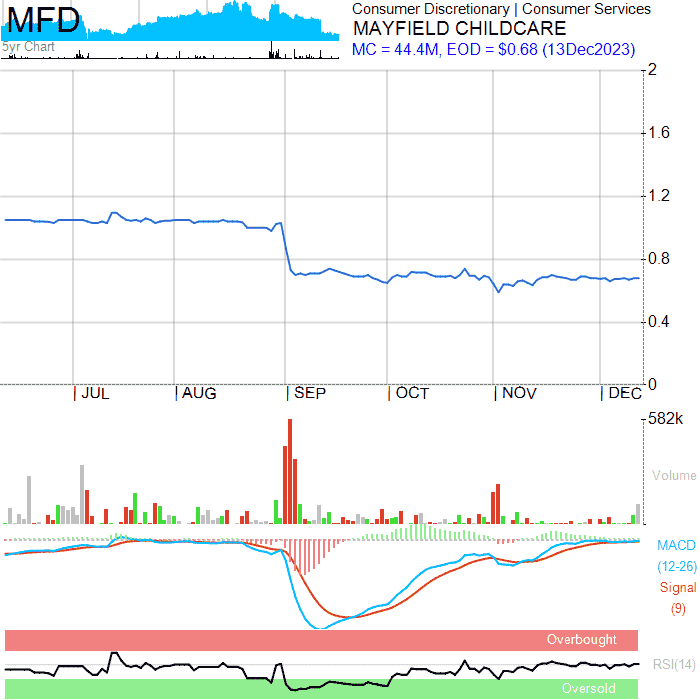 MFD
5yr Chart
Consumer Discretionary | Consumer Services
MAYFIELD CHILDCARE
MC = 44.4M, EOD = $0.68 (13Dec2023)
2
1.6
1.2
0.8
0.4
0
| JUL | AUG | SEP | OCT | NOV | DEC
582k
Volume
MACD
(12-26)
Signal
(9)
Overbought
RSI(14)
Oversold